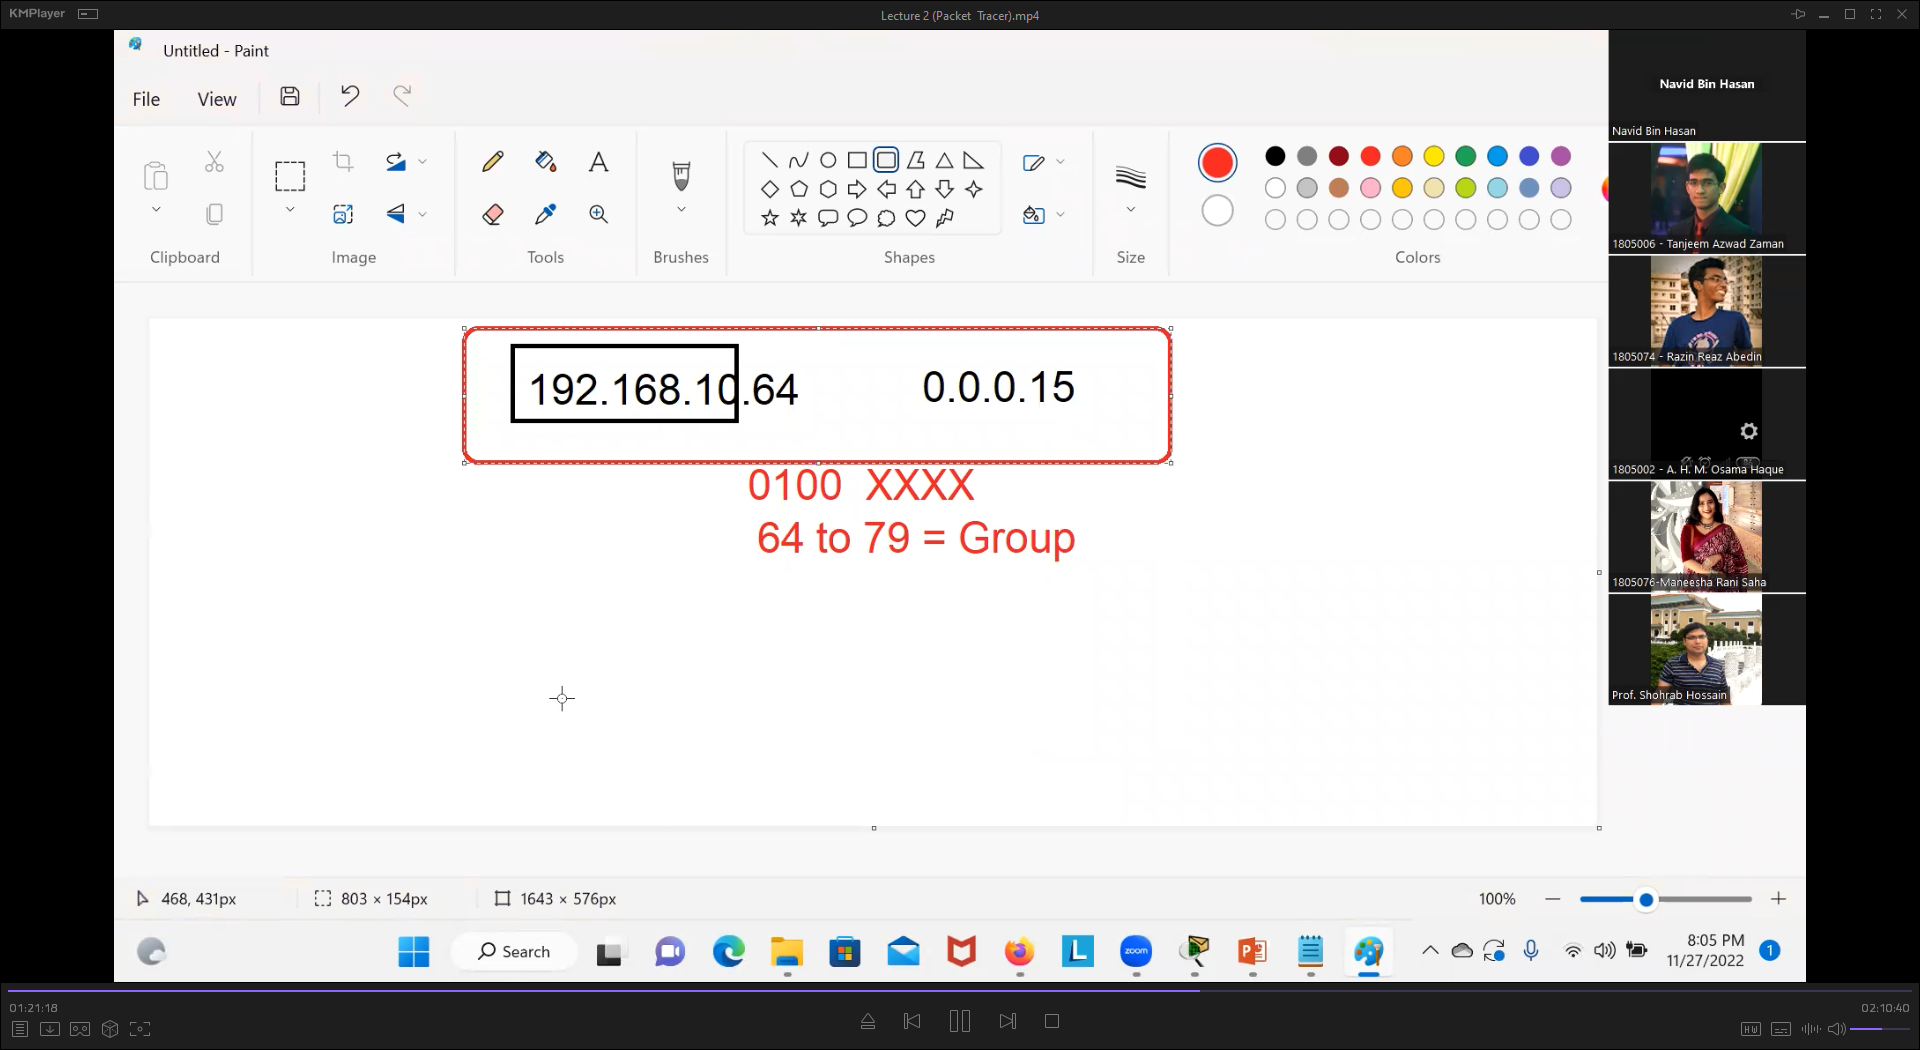 KMPlayer
Lecture 2 (Packet Tracer).mp4
Untitled - Paint
File View
Clipboard
Image
Tools
Brushes
Shapes
Size
Colors
192.168.10.64 0.0.0.15
0100 XXXX
64 to 79 = Group
Navid Bin Hasan
Navid Bin Hasan
1805006 - Tanjeem Azwad Zaman
1805074 - Razin Reaz Abedin
1805002 - A. H. M. Osama Haque
1805076-Maneesha Rani Saha
Prof. Shohrab Hossain
468, 431px 803 × 154px 1643 × 576px 100%
Search
L
zoom
8:05 PM
11/27/2022
1
01:21:18
02:10:40